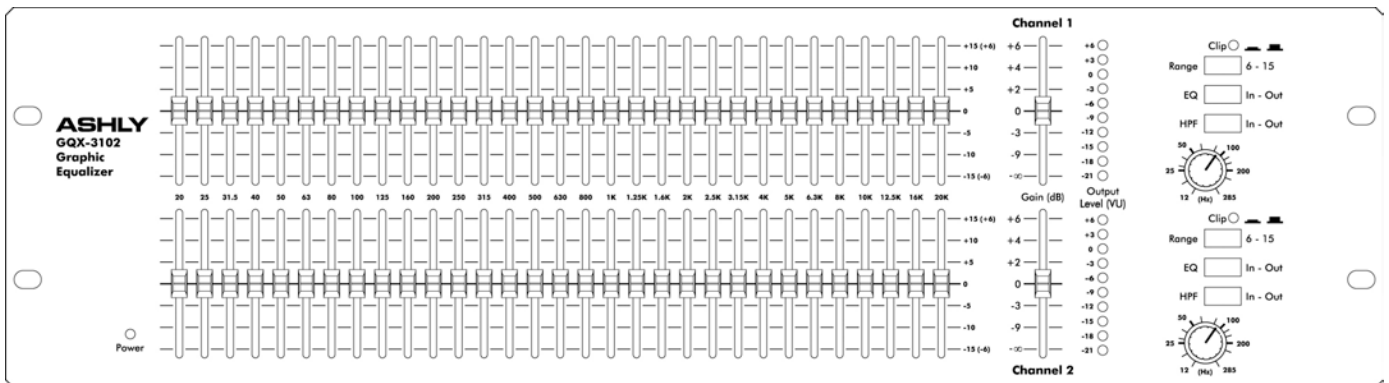 Channel 1
+15 (+6)
+10
+5
0
-5
-10
-15 (-6)
+6
+4
+2
0
-3
-9
-∞
+6
+3
0
-3
-6
-9
-12
-15
-18
-21
Clip
Range 6 - 15
EQ In - Out
HPF In - Out
50 100
25 200
12 (Hz) 285
ASHLY
GQX-3102
Graphic
Equalizer
20 25 31.5 40 50 63 80 100 125 160 200 250 315 400 500 630 800 1K 1.25K 1.6K 2K 2.5K 3.15K 4K 5K 6.3K 8K 10K 12.5K 16K 20K
Gain (dB)
Output
Level (VU)
+15 (+6)
+10
+5
0
-5
-10
-15 (-6)
+6
+4
+2
0
-3
-9
-∞
+6
+3
0
-3
-6
-9
-12
-15
-18
-21
Clip
Range 6 - 15
EQ In - Out
HPF In - Out
50 100
25 200
12 (Hz) 285
Power
Channel 2